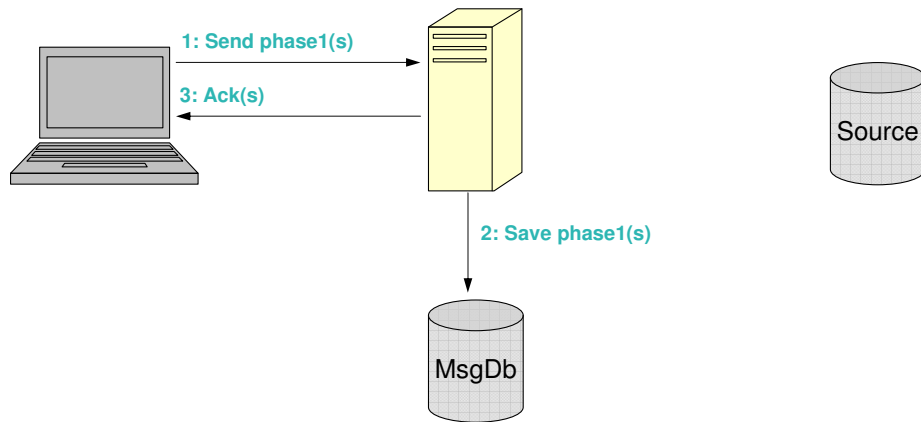 1: Send phase1(s)
3: Ack(s)
Source
2: Save phase1(s)
MsgDb